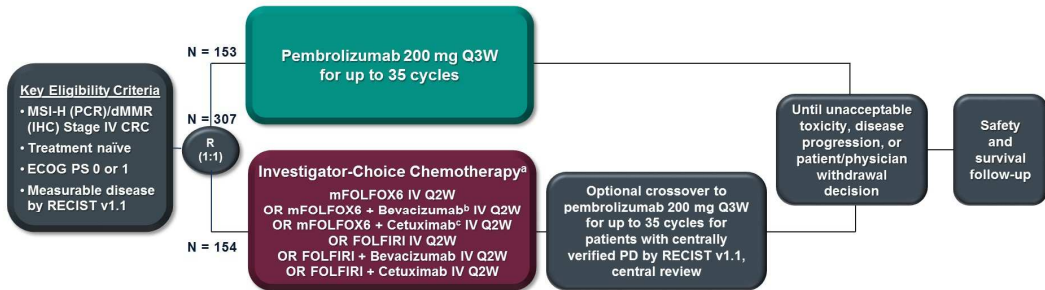 Key Eligibility Criteria
• MSI-H (PCR)/dMMR
(IHC) Stage IV CRC
• Treatment naïve
• ECOG PS 0 or 1
• Measurable disease
by RECIST v1.1
N = 307
R
(1:1)
N = 153
Pembrolizumab 200 mg Q3W
for up to 35 cycles
N = 154
Investigator-Choice Chemotherapyᵃ
mFOLFOX6 IV Q2W
OR mFOLFOX6 + Bevacizumabᵇ IV Q2W
OR mFOLFOX6 + Cetuximabᶜ IV Q2W
OR FOLFIRI IV Q2W
OR FOLFIRI + Bevacizumab IV Q2W
OR FOLFIRI + Cetuximab IV Q2W
Optional crossover to
pembrolizumab 200 mg Q3W
for up to 35 cycles for
patients with centrally
verified PD by RECIST v1.1,
central review
Until unacceptable
toxicity, disease
progression, or
patient/physician
withdrawal
decision
Safety
and
survival
follow-up